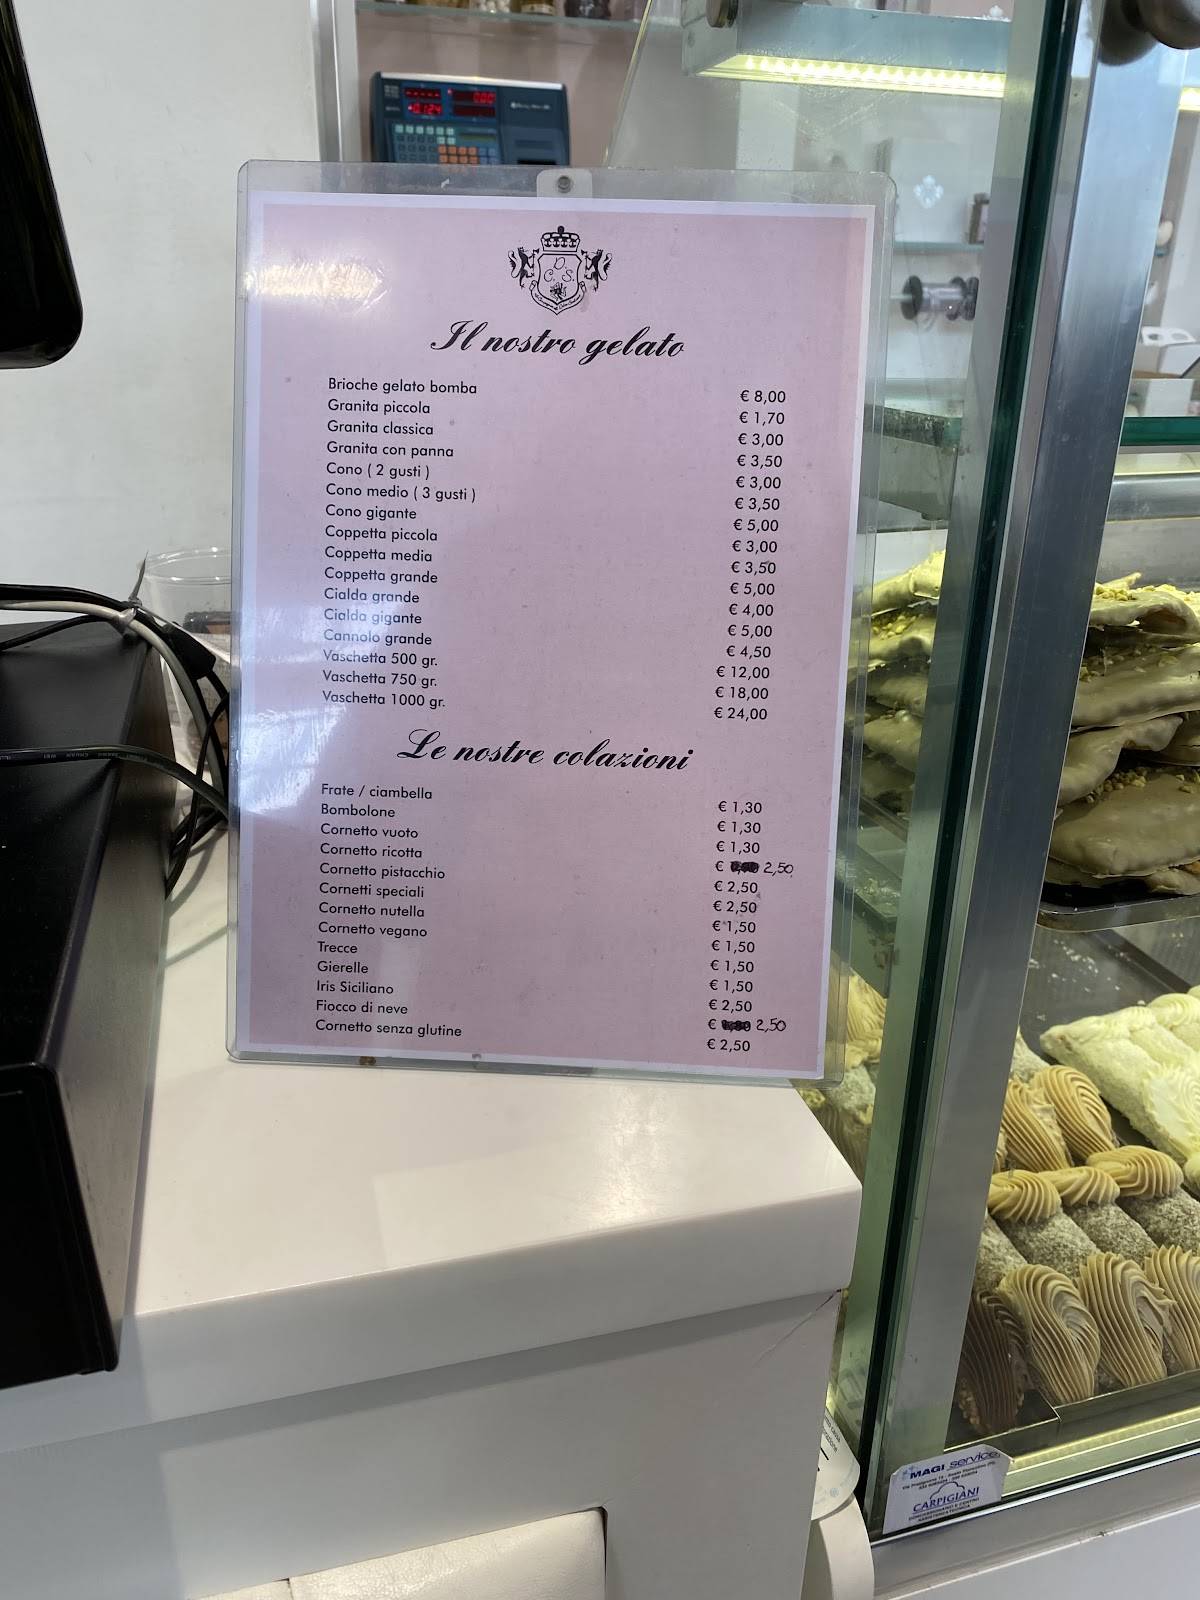 0.00
D
C. S.
Il nostro gelato
Brioche gelato bomba € 8,00
Granita piccola € 1,70
Granita classica € 3,00
Granita con panna € 3,50
Cono ( 2 gusti ) € 3,00
Cono medio ( 3 gusti ) € 3,50
Cono gigante € 5,00
Coppetta piccola € 3,00
Coppetta media € 3,50
Coppetta grande € 5,00
Cialda grande € 4,00
Cialda gigante € 5,00
Cannolo grande € 4,50
Vaschetta 500 gr. € 12,00
Vaschetta 750 gr. € 18,00
Vaschetta 1000 gr. € 24,00
Le nostre colazioni
Frate / ciambella € 1,30
Bombolone € 1,30
Cornetto vuoto € 1,30
Cornetto ricotta € 2,50
Cornetto pistacchio € 2,50
Cornetti speciali € 2,50
Cornetto nutella € 1,50
Cornetto vegano € 1,50
Trecce € 1,50
Gierelle € 1,50
Iris Siciliano € 2,50
Fiocco di neve € 2,50
Cornetto senza glutine € 2,50
MAGI service
CARPIGIANI